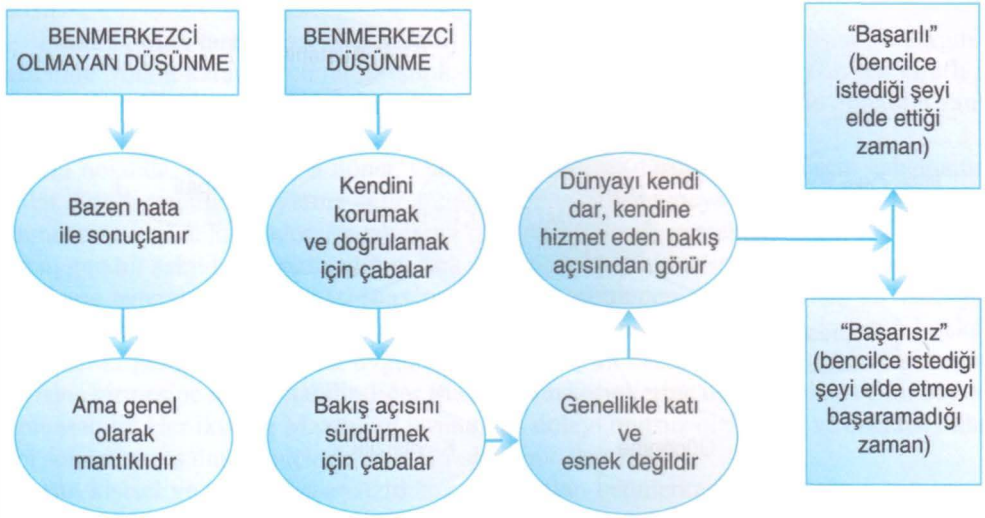 BENMERKEZCİ
OLMAYAN DÜŞÜNME
Bazen hata
ile sonuçlanır
Ama genel
olarak
mantıklıdır
BENMERKEZCİ
DÜŞÜNME
Kendini
korumak
ve doğrulamak
için çabalar
Bakış açısını
sürdürmek
için çabalar
Genellikle katı
ve
esnek değildir
Dünyayı kendi
dar, kendine
hizmet eden bakış
açısından görür
“Başarılı”
(bencilce
istediği şeyi
elde ettiği
zaman)
“Başarısız”
(bencilce istediği
şeyi elde etmeyi
başaramadığı
zaman)